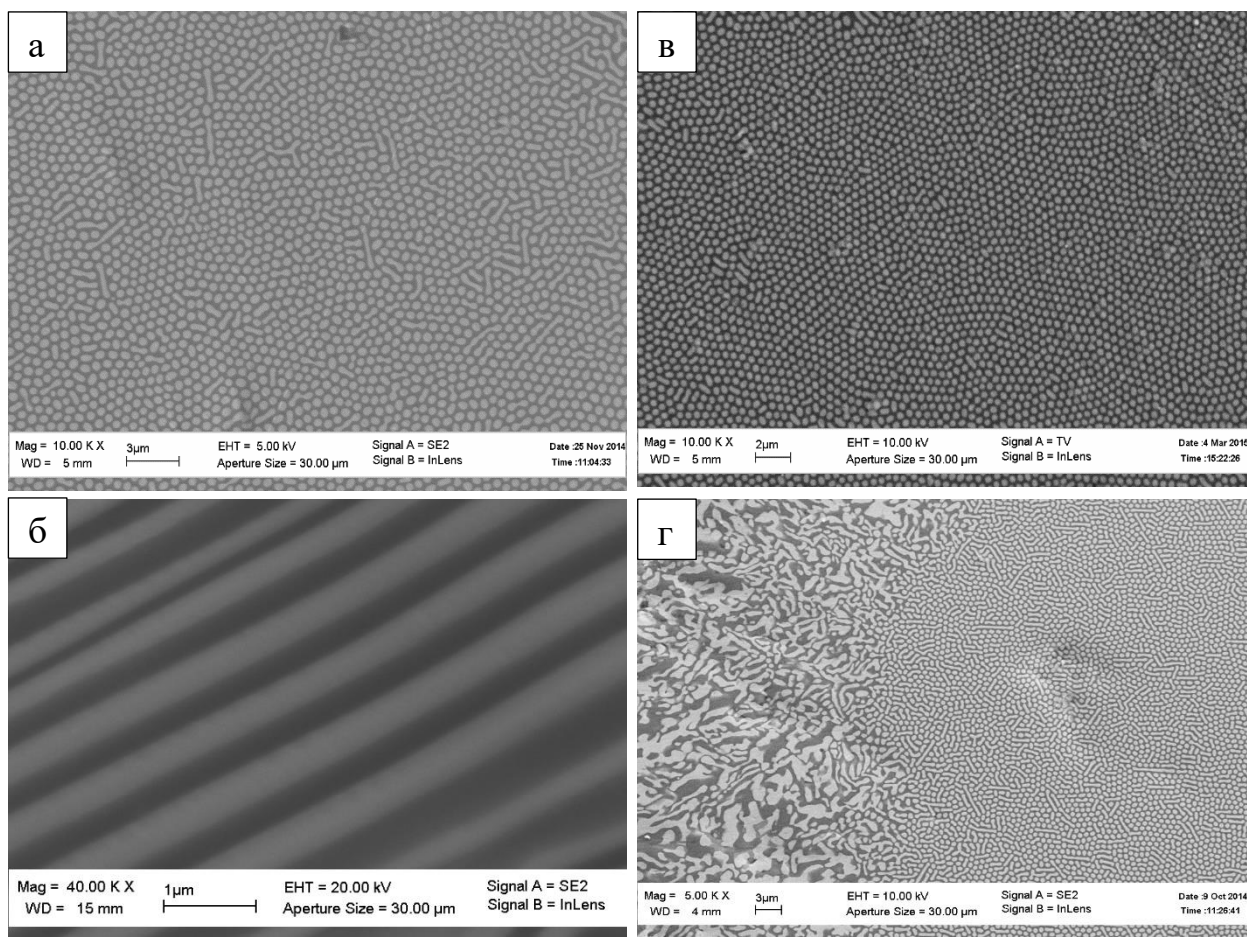 а
Mag = 10.00 K X 3µm EHT = 5.00 kV Signal A = SE2 Date :25 Nov 2014
WD = 5 mm Aperture Size = 30.00 µm Signal B = InLens Time :11:04:33
в
Mag = 10.00 K X 2µm EHT = 10.00 kV Signal A = TV Date :4 Mar 2015
WD = 5 mm Aperture Size = 30.00 µm Signal B = InLens Time :15:22:26
б
Mag = 40.00 K X 1µm EHT = 20.00 kV Signal A = SE2
WD = 15 mm Aperture Size = 30.00 µm Signal B = InLens
г
Mag = 5.00 K X 3µm EHT = 10.00 kV Signal A = SE2 Date :9 Oct 2014
WD = 4 mm Aperture Size = 30.00 µm Signal B = InLens Time :11:26:41